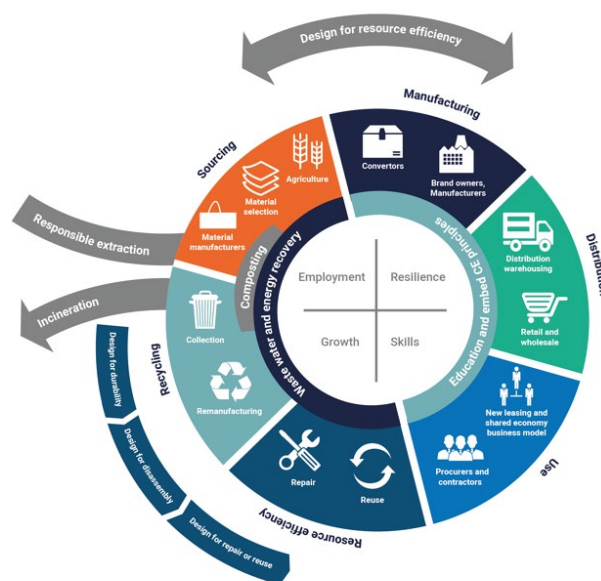 Design for resource efficiency
Manufacturing
Sourcing
Convertors
Brand owners,
Manufacturers
Agriculture
Material
selection
Material
manufacturers
Responsible extraction
Composting
Waste water and energy recovery
Education and embed CE principles
Employment
Resilience
Growth
Skills
Distribution
warehousing
Retail and
wholesale
Incineration
Collection
Remanufacturing
Recycling
New leasing and
shared economy
business model
Procurers and
contractors
Use
Repair
Reuse
Resource efficiency
Design for durability
Design for disassembly
Design for repair or reuse